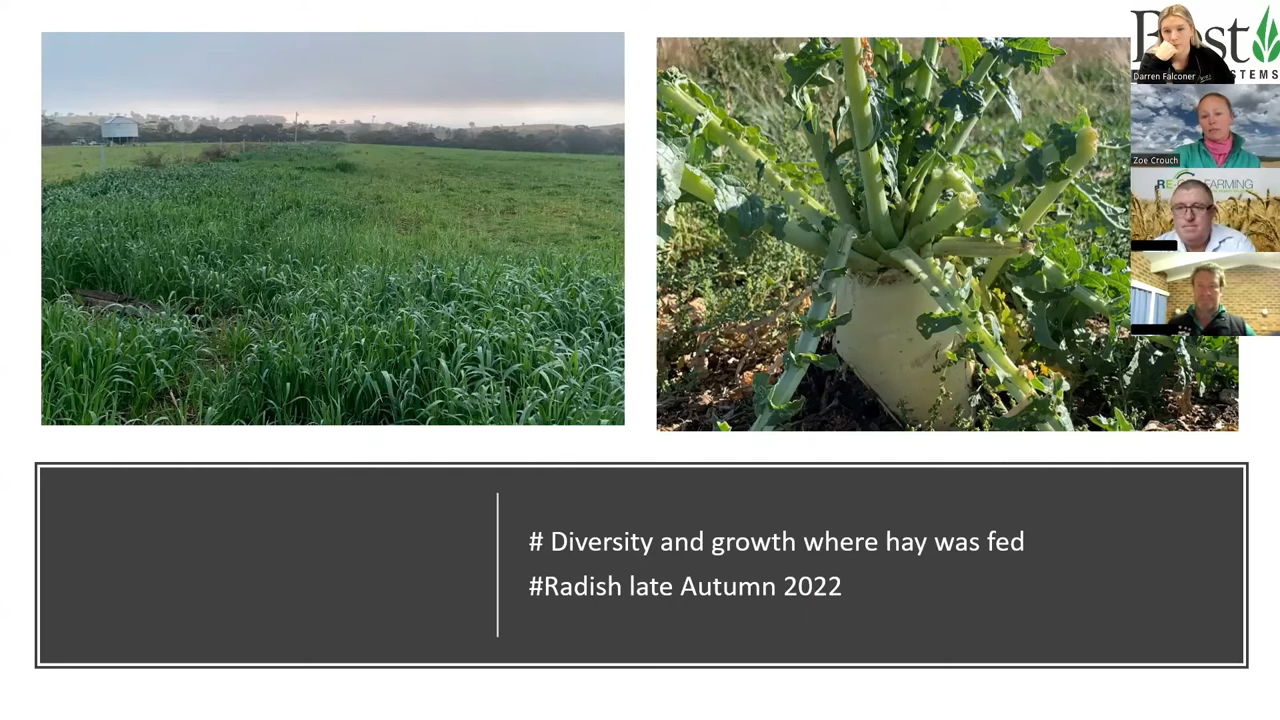 Darren Falconer
Zoe Crouch
# Diversity and growth where hay was fed
#Radish late Autumn 2022